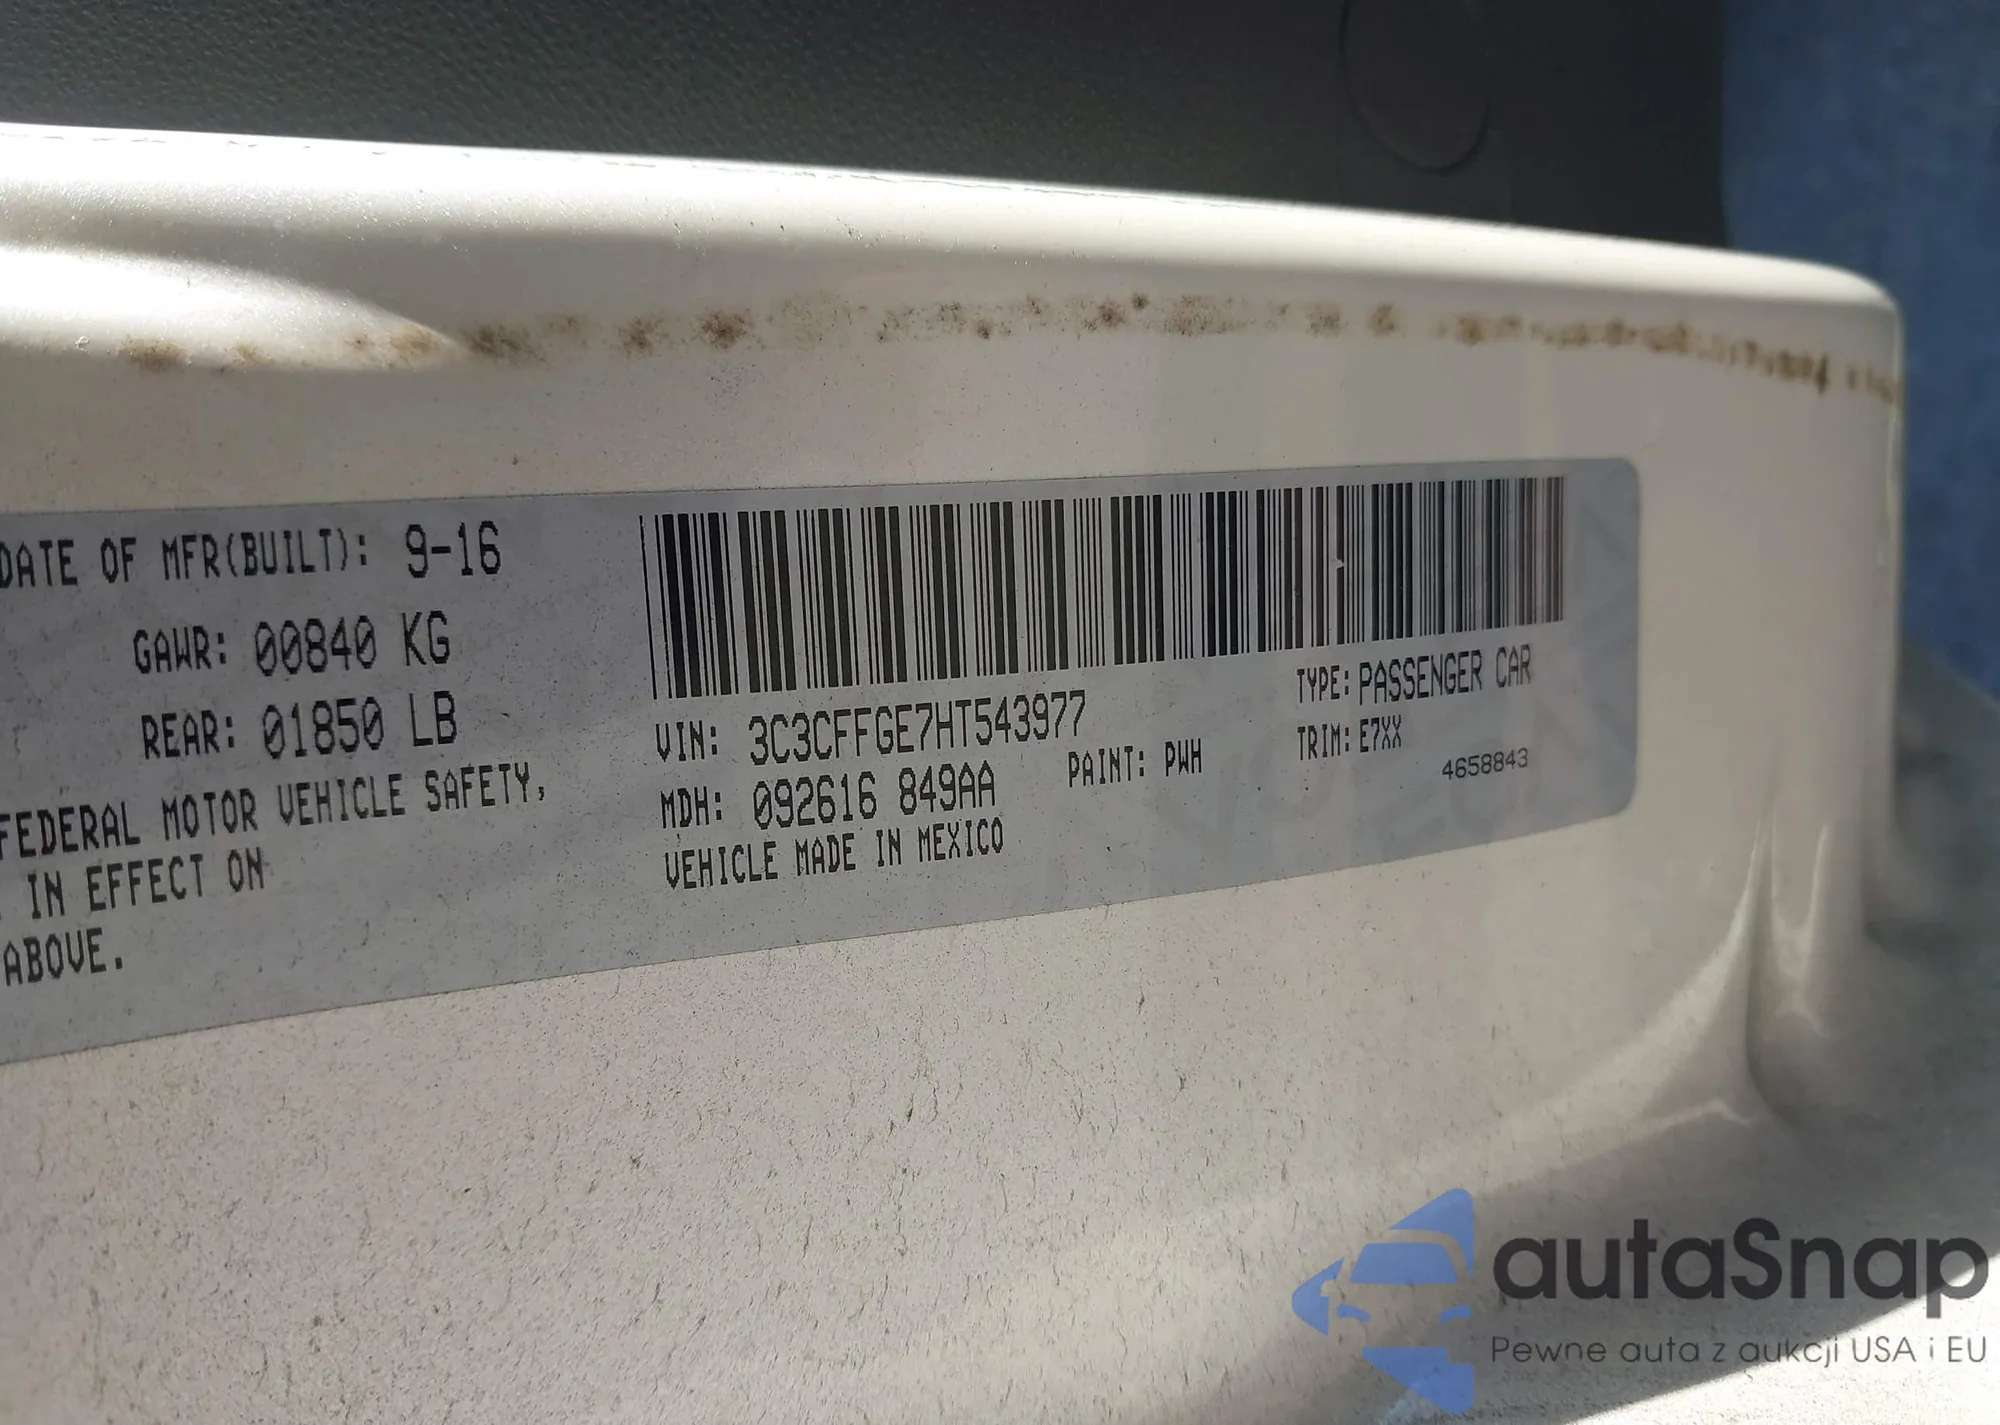 DATE OF MFR(BUILT): 9-16
GAWR: 00840 KG
REAR: 01850 LB
FEDERAL MOTOR VEHICLE SAFETY,
IN EFFECT ON
ABOVE.
VIN: 3C3CFFGE7HT543977
TYPE: PASSENGER CAR
MDH: 092616 849AA
PAINT: PWH
TRIM: E7XX
4658843
VEHICLE MADE IN MEXICO
autaSnap
Pewne auta z aukcji USA i EU